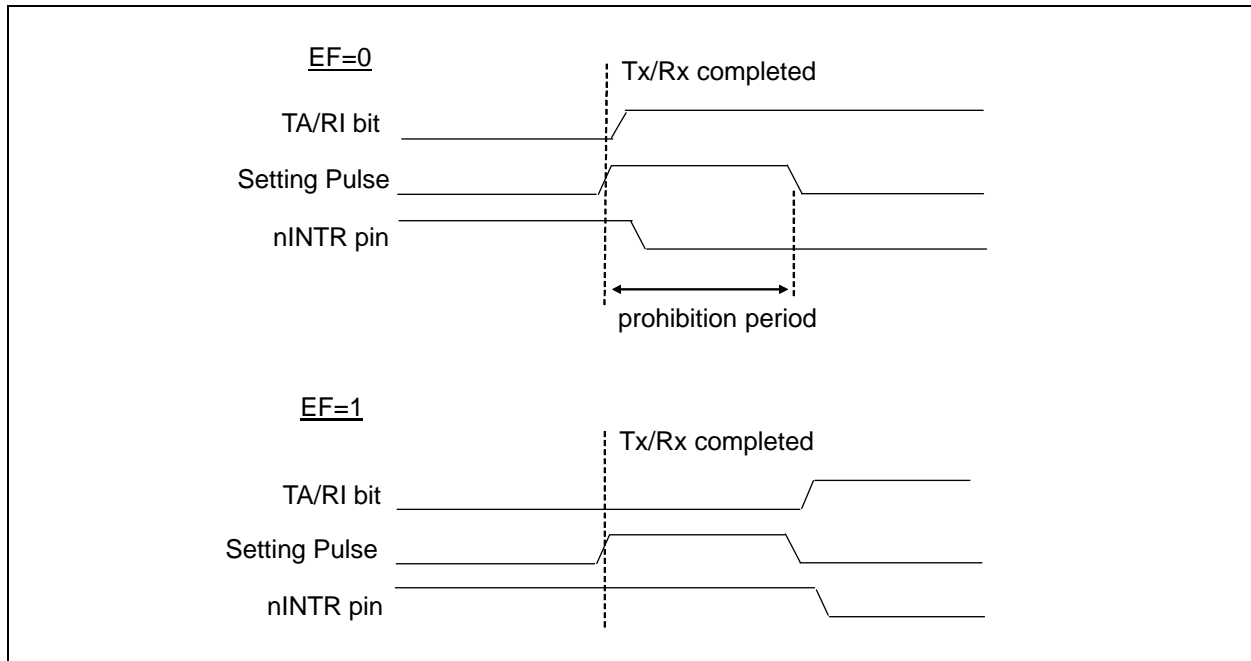 EF=0
Tx/Rx completed
TA/RI bit
Setting Pulse
nINTR pin
prohibition period
EF=1
Tx/Rx completed
TA/RI bit
Setting Pulse
nINTR pin